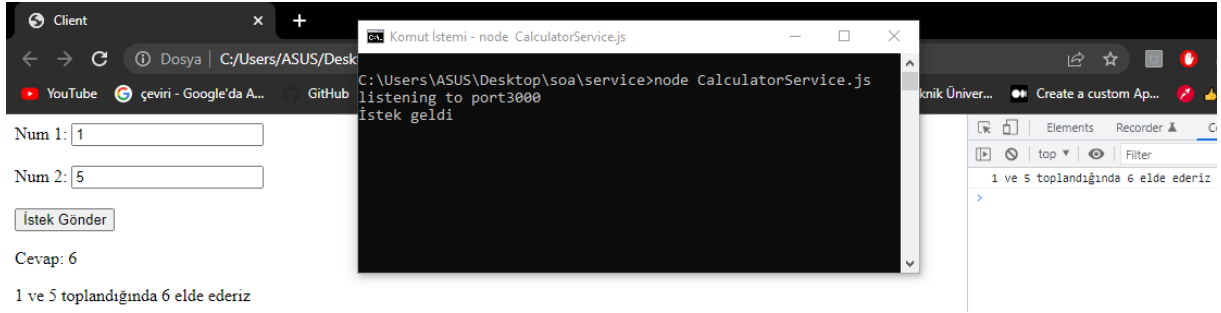 Client
Komut İstemi - node CalculatorService.js
Dosya | C:/Users/ASUS/Desk
YouTube
çeviri - Google'da A...
GitHub
knik Üniver...
Create a custom Ap...
C:\Users\ASUS\Desktop\soa\service>node CalculatorService.js
listening to port3000
İstek geldi
Num 1: 1
Num 2: 5
İstek Gönder
Cevap: 6
1 ve 5 toplandığında 6 elde ederiz
Elements
Recorder
top
Filter
1 ve 5 toplandığında 6 elde ederiz